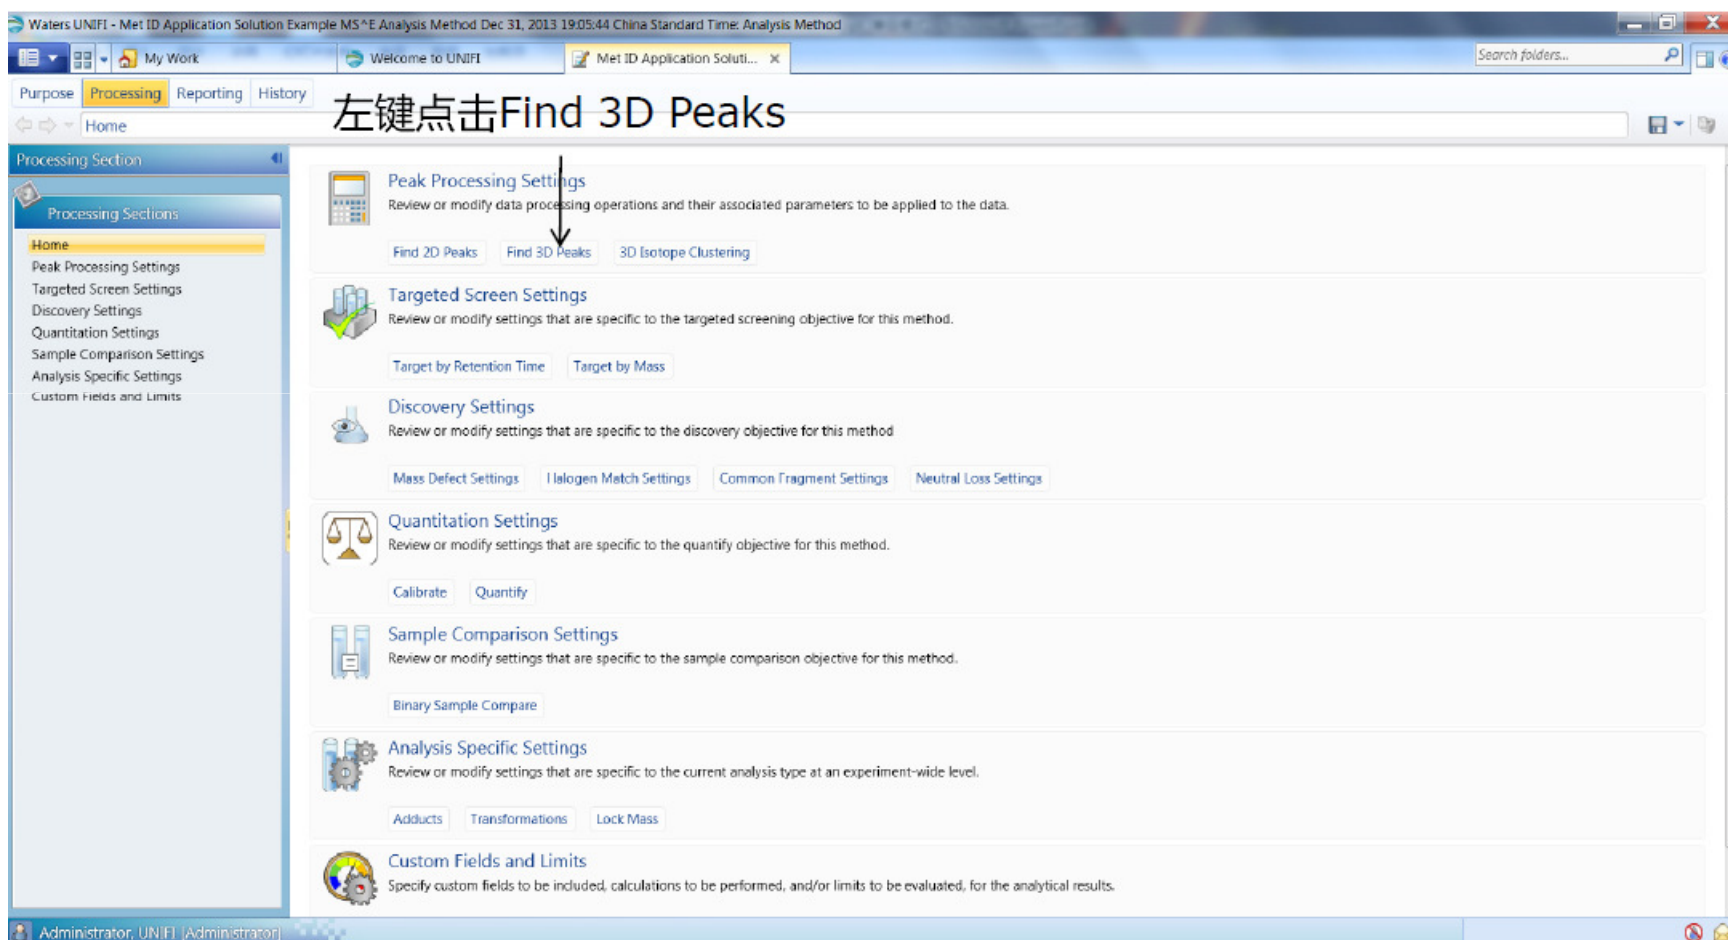 Waters UNIFI - Met ID Application Solution Example MS^E Analysis Method Dec 31, 2013 19:05:44 China Standard Time: Analysis Method
My Work
Welcome to UNIFI
Met ID Application Soluti...
Search folders...
Purpose Processing Reporting History
左键点击Find 3D Peaks
Home
Processing Section
Processing Sections
Home
Peak Processing Settings
Targeted Screen Settings
Discovery Settings
Quantitation Settings
Sample Comparison Settings
Analysis Specific Settings
Custom Fields and Limits
Peak Processing Settings
Review or modify data processing operations and their associated parameters to be applied to the data.
Find 2D Peaks Find 3D Peaks 3D Isotope Clustering
Targeted Screen Settings
Review or modify settings that are specific to the targeted screening objective for this method.
Target by Retention Time Target by Mass
Discovery Settings
Review or modify settings that are specific to the discovery objective for this method
Mass Defect Settings Halogen Match Settings Common Fragment Settings Neutral Loss Settings
Quantitation Settings
Review or modify settings that are specific to the quantify objective for this method.
Calibrate Quantify
Sample Comparison Settings
Review or modify settings that are specific to the sample comparison objective for this method.
Binary Sample Compare
Analysis Specific Settings
Review or modify settings that are specific to the current analysis type at an experiment-wide level.
Adducts Transformations Lock Mass
Custom Fields and Limits
Specify custom fields to be included, calculations to be performed, and/or limits to be evaluated, for the analytical results.
Administrator, UNIFI [Administrator]